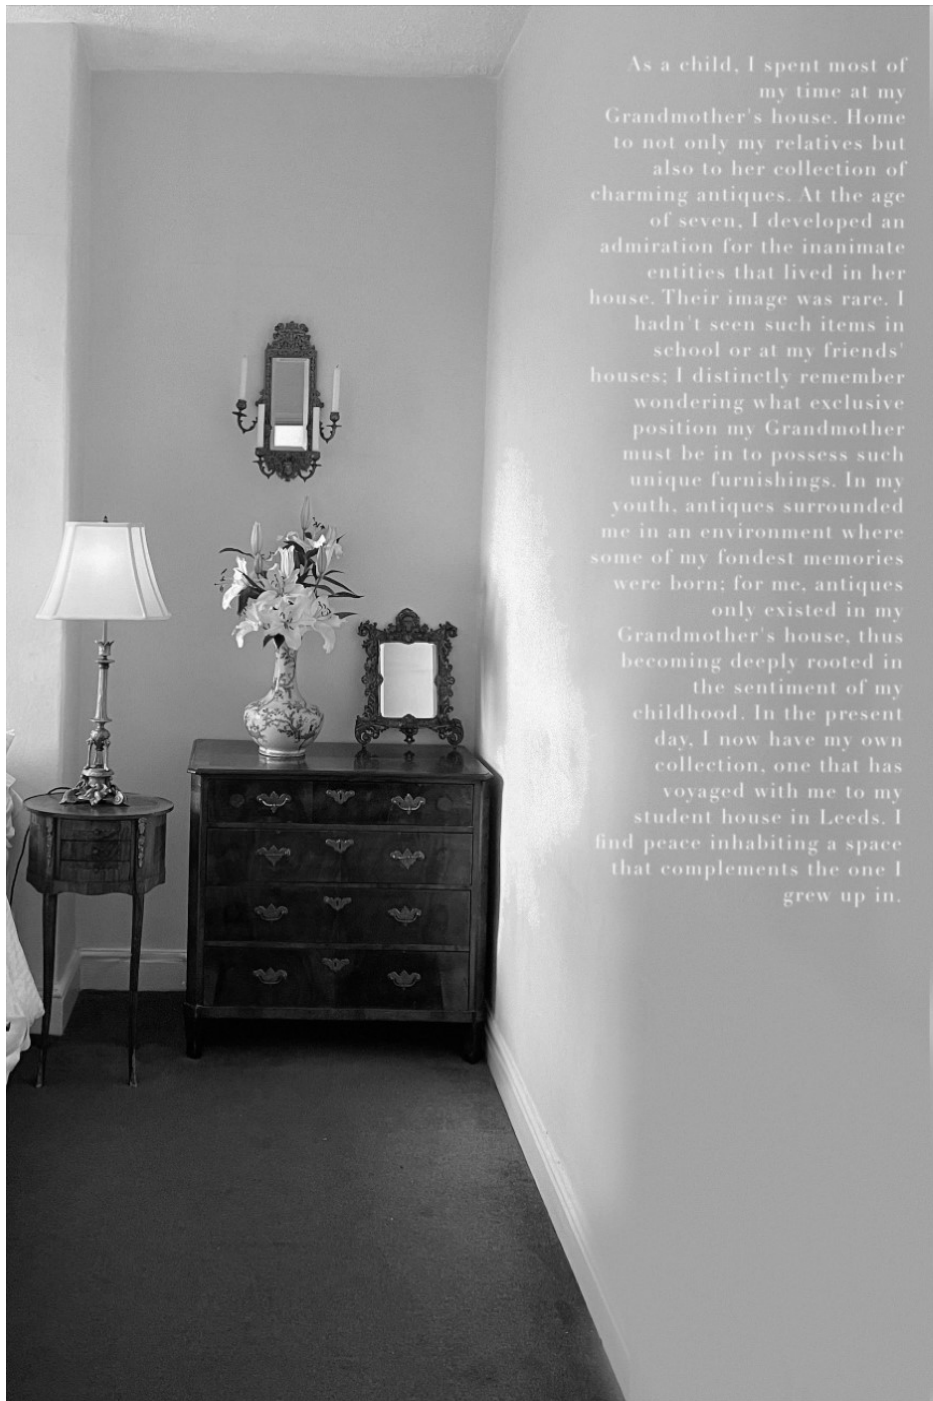 As a child, I spent most of
my time at my
Grandmother's house. Home
to not only my relatives but
also to her collection of
charming antiques. At the age
of seven, I developed an
admiration for the inanimate
entities that lived in her
house. Their image was rare. I
hadn't seen such items in
school or at my friends'
houses; I distinctly remember
wondering what exclusive
position my Grandmother
must be in to possess such
unique furnishings. In my
youth, antiques surrounded
me in an environment where
some of my fondest memories
were born; for me, antiques
only existed in my
Grandmother's house, thus
becoming deeply rooted in
the sentiment of my
childhood. In the present
day, I now have my own
collection, one that has
voyaged with me to my
student house in Leeds. I
find peace inhabiting a space
that complements the one I
grew up in.